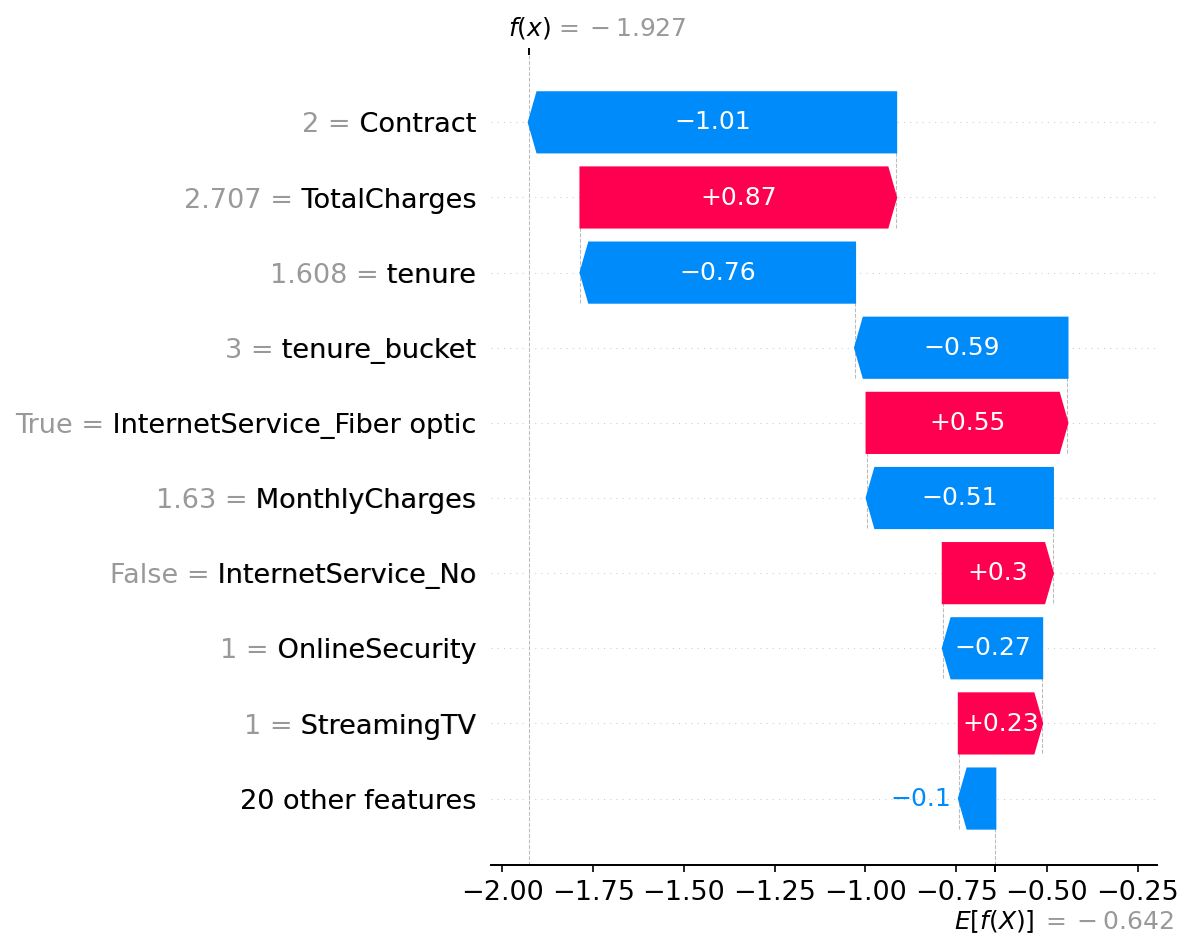 f(x) = −1.927
2 = Contract
−1.01
2.707 = TotalCharges
+0.87
1.608 = tenure
−0.76
3 = tenure_bucket
−0.59
True = InternetService_Fiber optic
+0.55
1.63 = MonthlyCharges
−0.51
False = InternetService_No
+0.3
1 = OnlineSecurity
−0.27
1 = StreamingTV
+0.23
20 other features
−0.1
−2.00 −1.75 −1.50 −1.25 −1.00 −0.75 −0.50 −0.25
E[f(X)] = −0.642